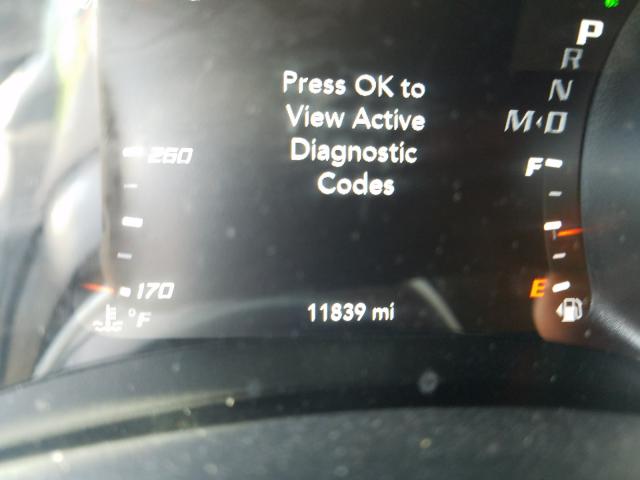 P
R
Press OK to
N
View Active
M D
Diagnostic
260
F
Codes
170
E
°F
11839 mi